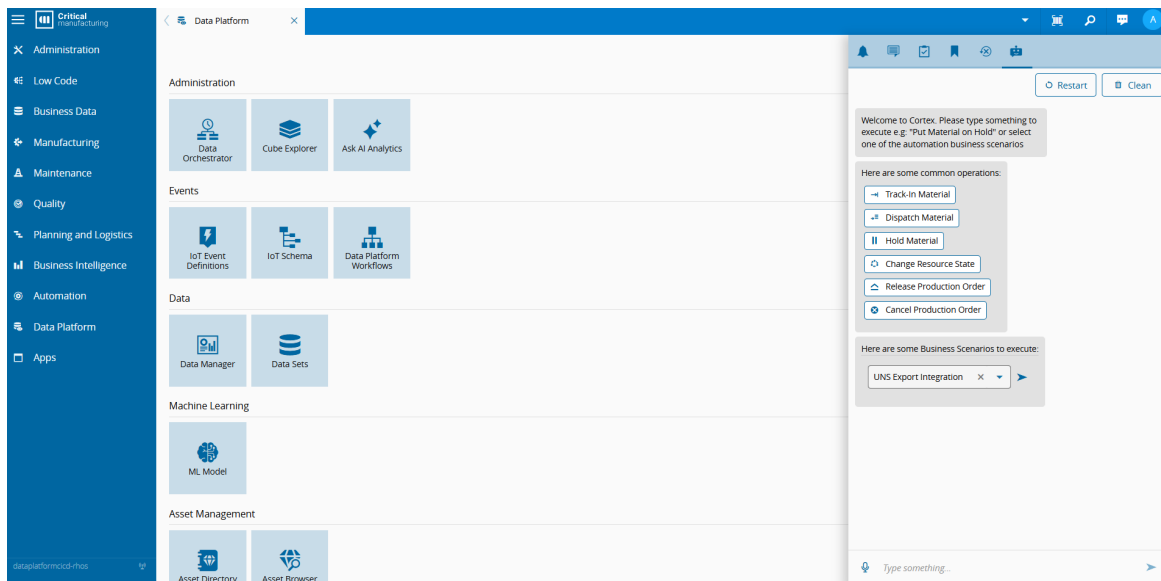 Critical
manufacturing
Data Platform
A
Administration
Low Code
Business Data
Manufacturing
Maintenance
Quality
Planning and Logistics
Business Intelligence
Automation
Data Platform
Apps
dataplatformcicd-rhos
Administration
Data
Orchestrator
Cube Explorer
Ask AI Analytics
Events
IoT Event
Definitions
IoT Schema
Data Platform
Workflows
Data
Data Manager
Data Sets
Machine Learning
ML Model
Asset Management
Asset Directory
Asset Browser
Restart
Clean
Welcome to Cortex. Please type something to
execute e.g: "Put Material on Hold" or select
one of the automation business scenarios
Here are some common operations:
Track-In Material
Dispatch Material
Hold Material
Change Resource State
Release Production Order
Cancel Production Order
Here are some Business Scenarios to execute:
UNS Export Integration
Type something...